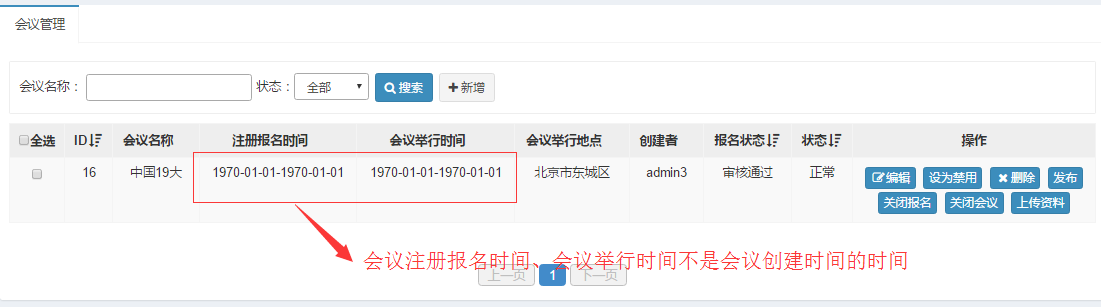 会议管理
会议名称： 状态： 全部 搜索 新增
全选 ID 会议名称 注册报名时间 会议举行时间 会议举行地点 创建者 报名状态 状态 操作
16 中国19大 1970-01-01-1970-01-01 1970-01-01-1970-01-01 北京市东城区 admin3 审核通过 正常 编辑 设为禁用 删除 发布
关闭报名 关闭会议 上传资料
会议注册报名时间、会议举行时间不是会议创建时间的时间
上一页 1 下一页